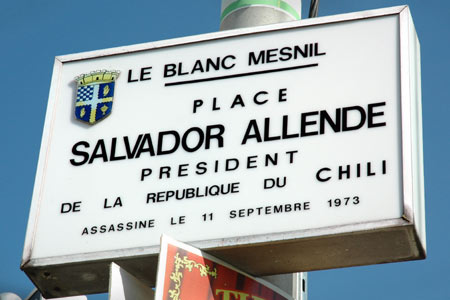 LE BLANC MESNIL
PLACE
SALVADOR ALLENDE
PRESIDENT
DE LA REPUBLIQUE DU CHILI
ASSASSINE LE 11 SEPTEMBRE 1973